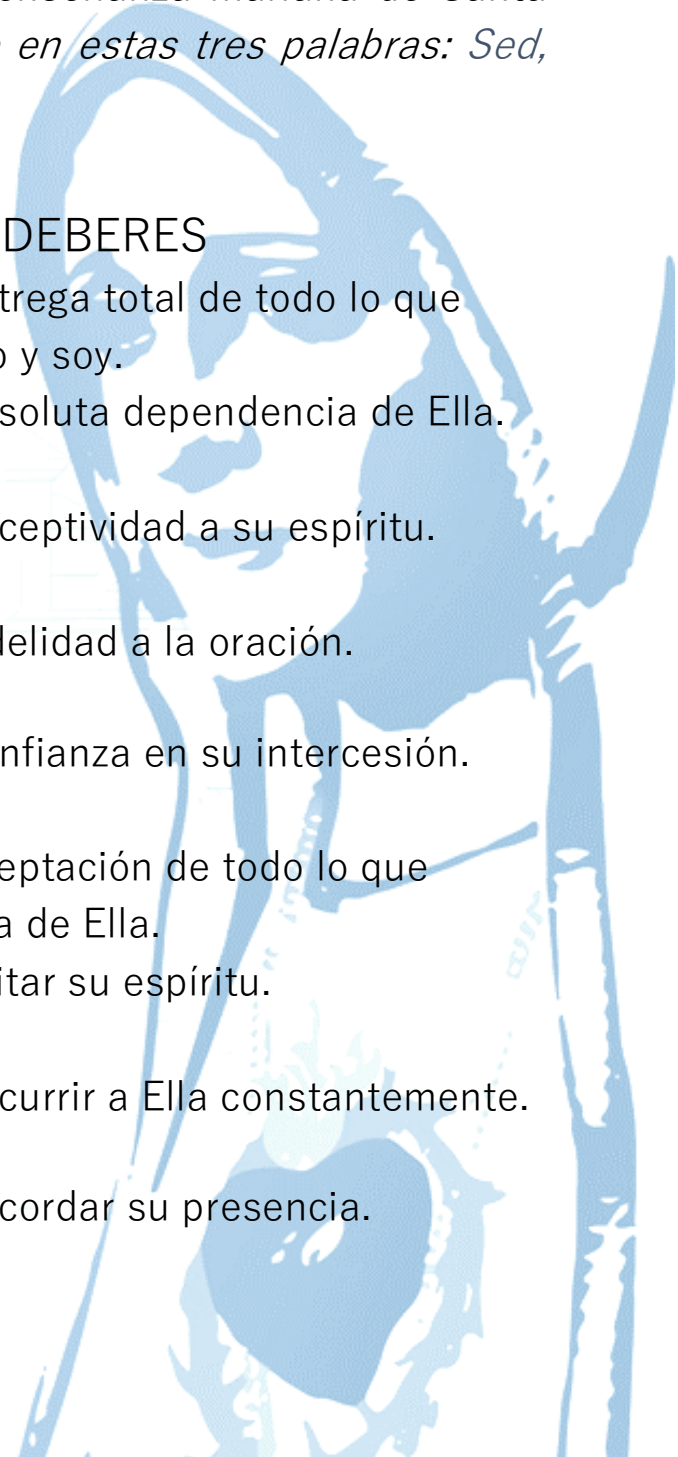 en estas tres palabras: Sed,
DEBERES
trega total de todo lo que
o y soy.
soluta dependencia de Ella.
ceptividad a su espíritu.
delidad a la oración.
nfianza en su intercesión.
eptación de todo lo que
a de Ella.
itar su espíritu.
currir a Ella constantemente.
cordar su presencia.